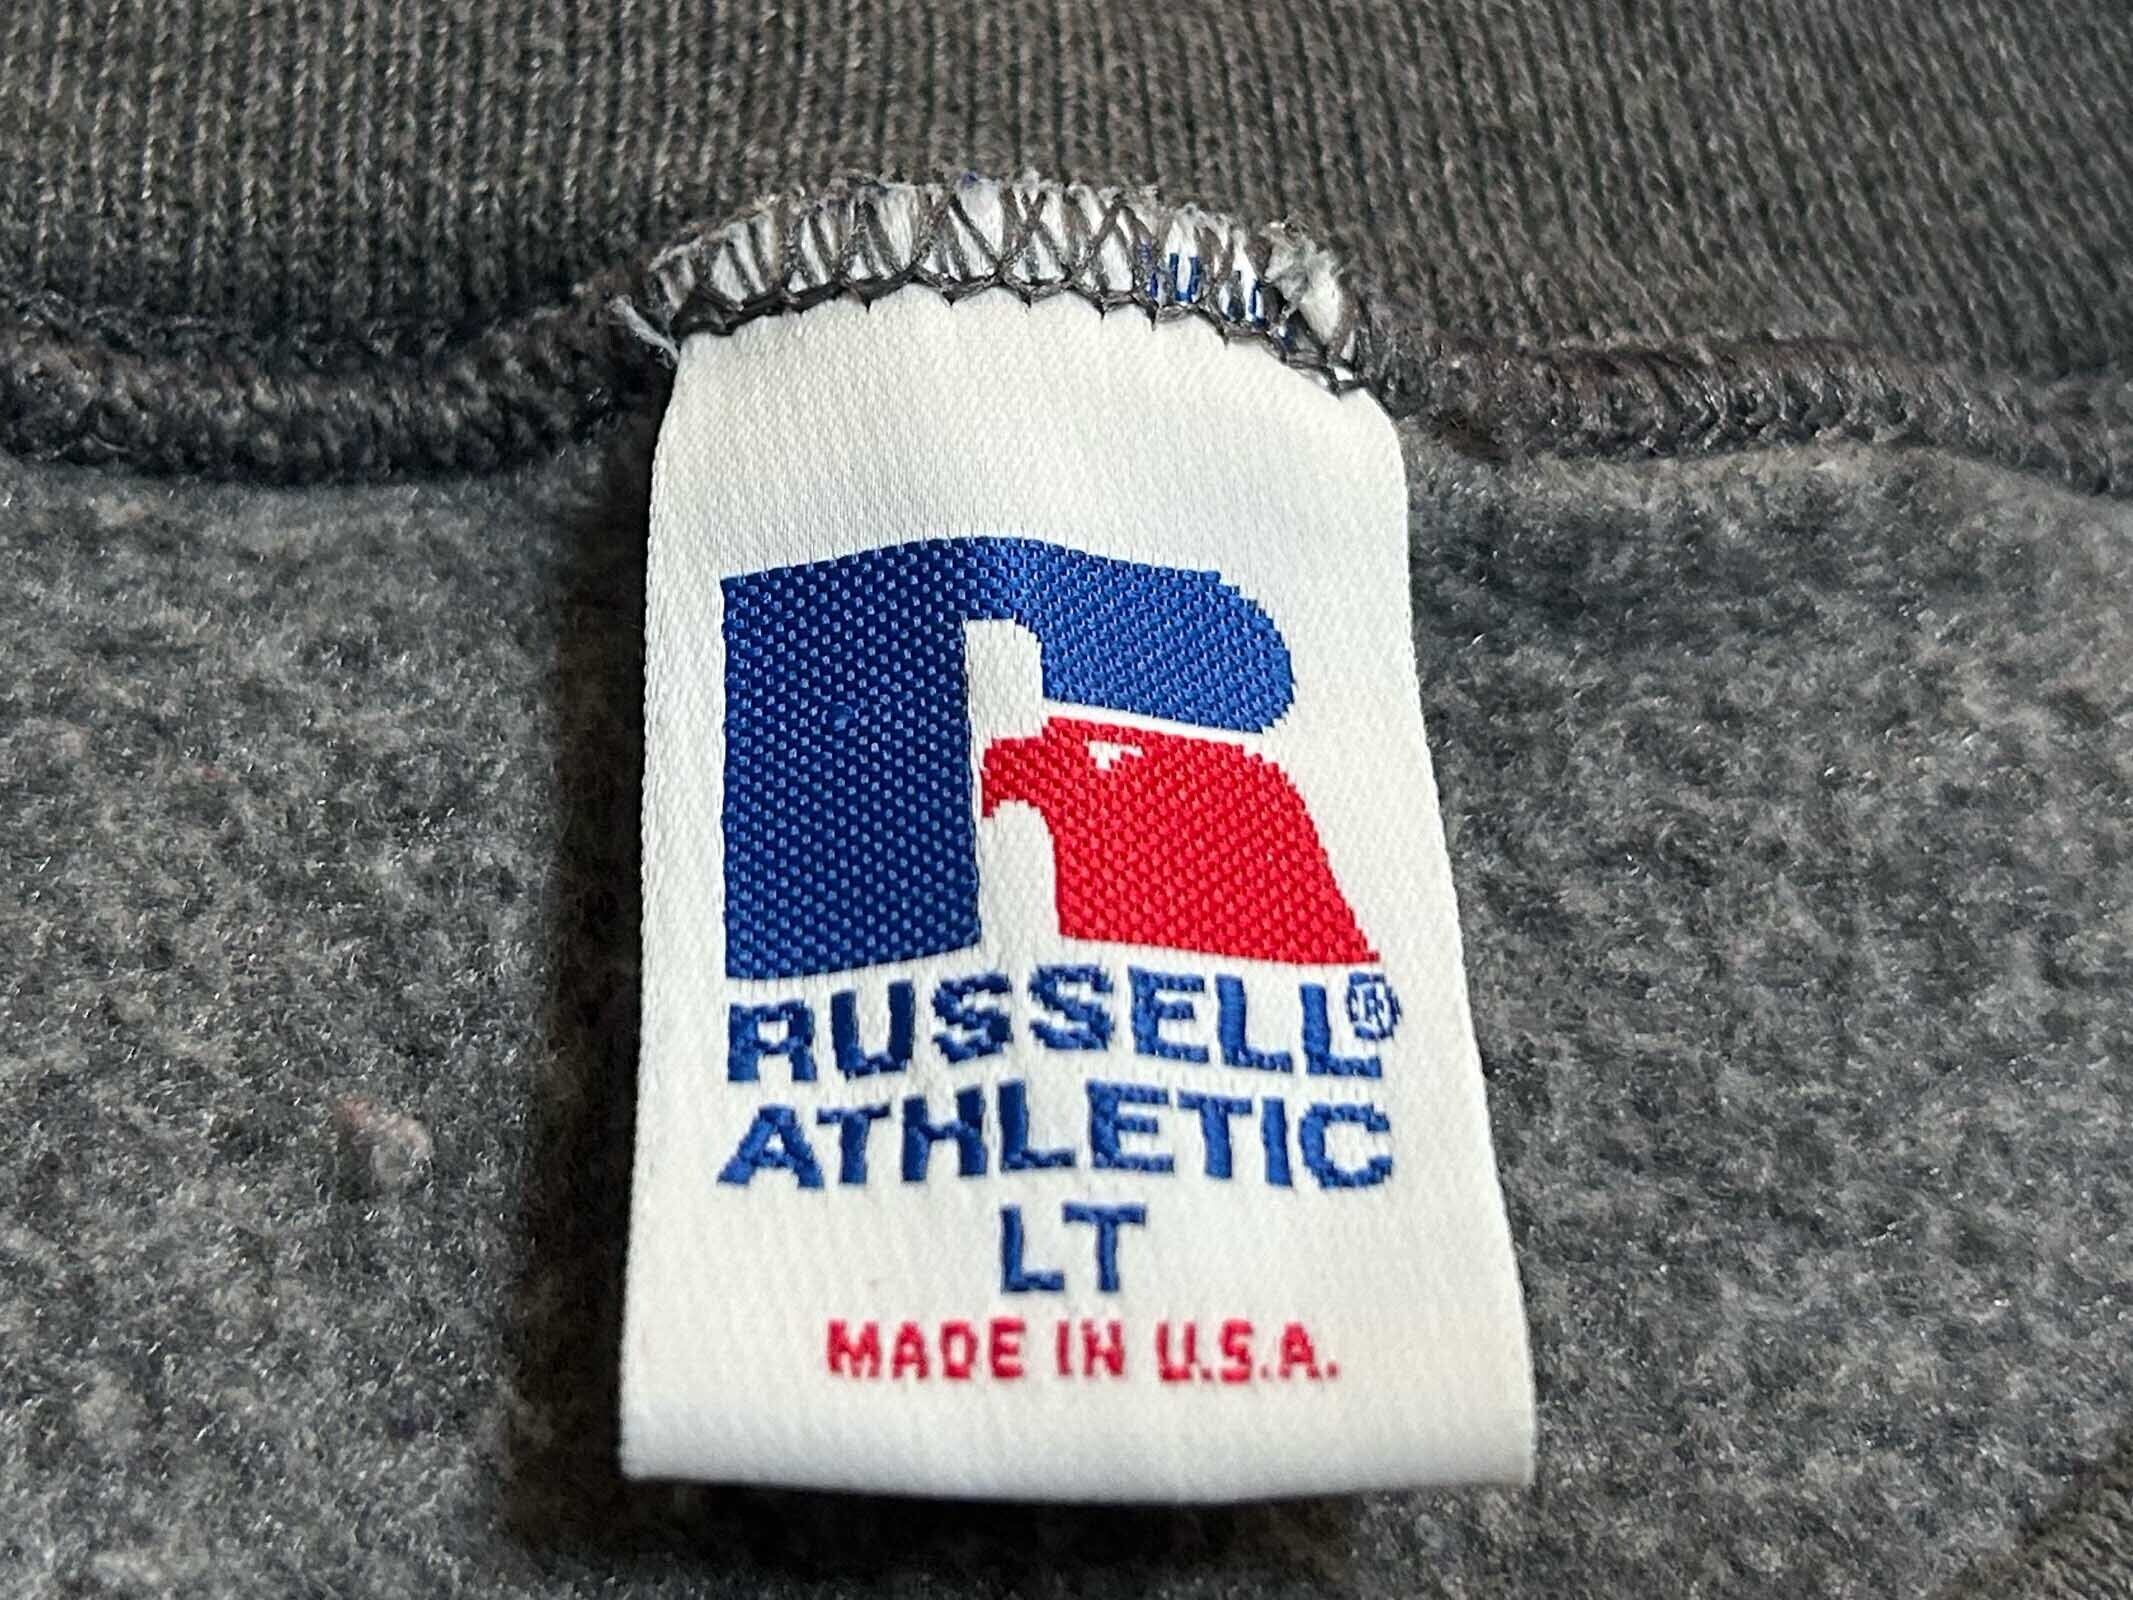 RUSSELL®
ATHLETIC
LT
MADE IN U.S.A.